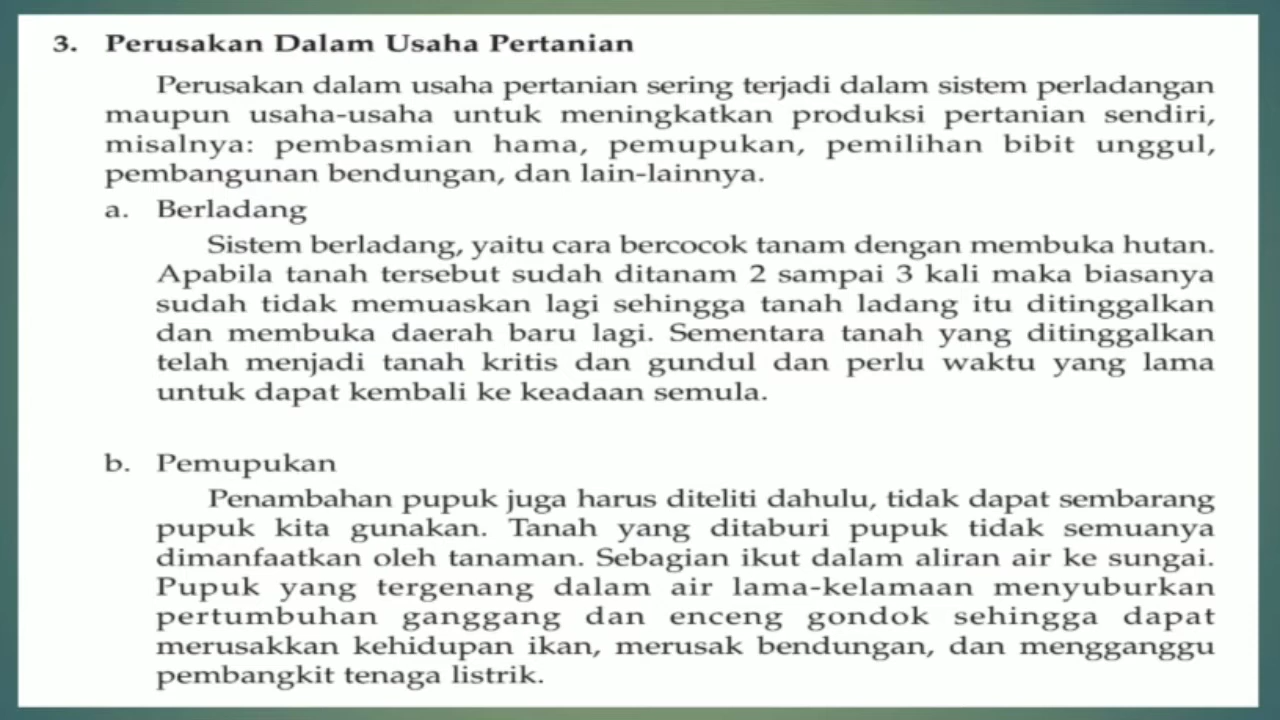 3. Perusakan Dalam Usaha Pertanian
Perusakan dalam usaha pertanian sering terjadi dalam sistem perladangan
maupun usaha-usaha untuk meningkatkan produksi pertanian sendiri,
misalnya: pembasmian hama, pemupukan, pemilihan bibit unggul,
pembangunan bendungan, dan lain-lainnya.
a. Berladang
Sistem berladang, yaitu cara bercocok tanam dengan membuka hutan.
Apabila tanah tersebut sudah ditanam 2 sampai 3 kali maka biasanya
sudah tidak memuaskan lagi sehingga tanah ladang itu ditinggalkan
dan membuka daerah baru lagi. Sementara tanah yang ditinggalkan
telah menjadi tanah kritis dan gundul dan perlu waktu yang lama
untuk dapat kembali ke keadaan semula.
b. Pemupukan
Penambahan pupuk juga harus diteliti dahulu, tidak dapat sembarang
pupuk kita gunakan. Tanah yang ditaburi pupuk tidak semuanya
dimanfaatkan oleh tanaman. Sebagian ikut dalam aliran air ke sungai.
Pupuk yang tergenang dalam air lama-kelamaan menyuburkan
pertumbuhan ganggang dan enceng gondok sehingga dapat
merusakkan kehidupan ikan, merusak bendungan, dan mengganggu
pembangkit tenaga listrik.